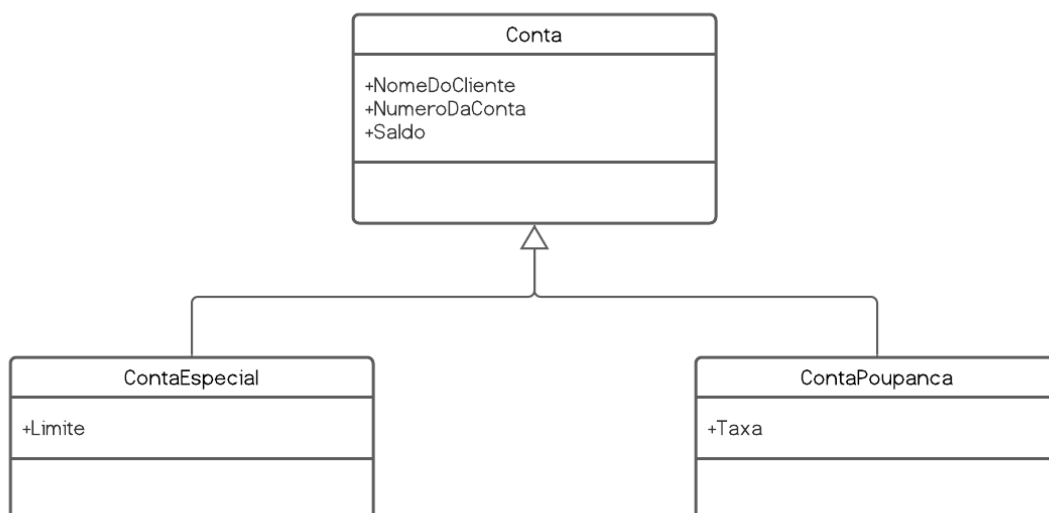 Conta
+NomeDoCliente
+NumeroDaConta
+Saldo
ContaEspecial
+Limite
ContaPoupanca
+Taxa